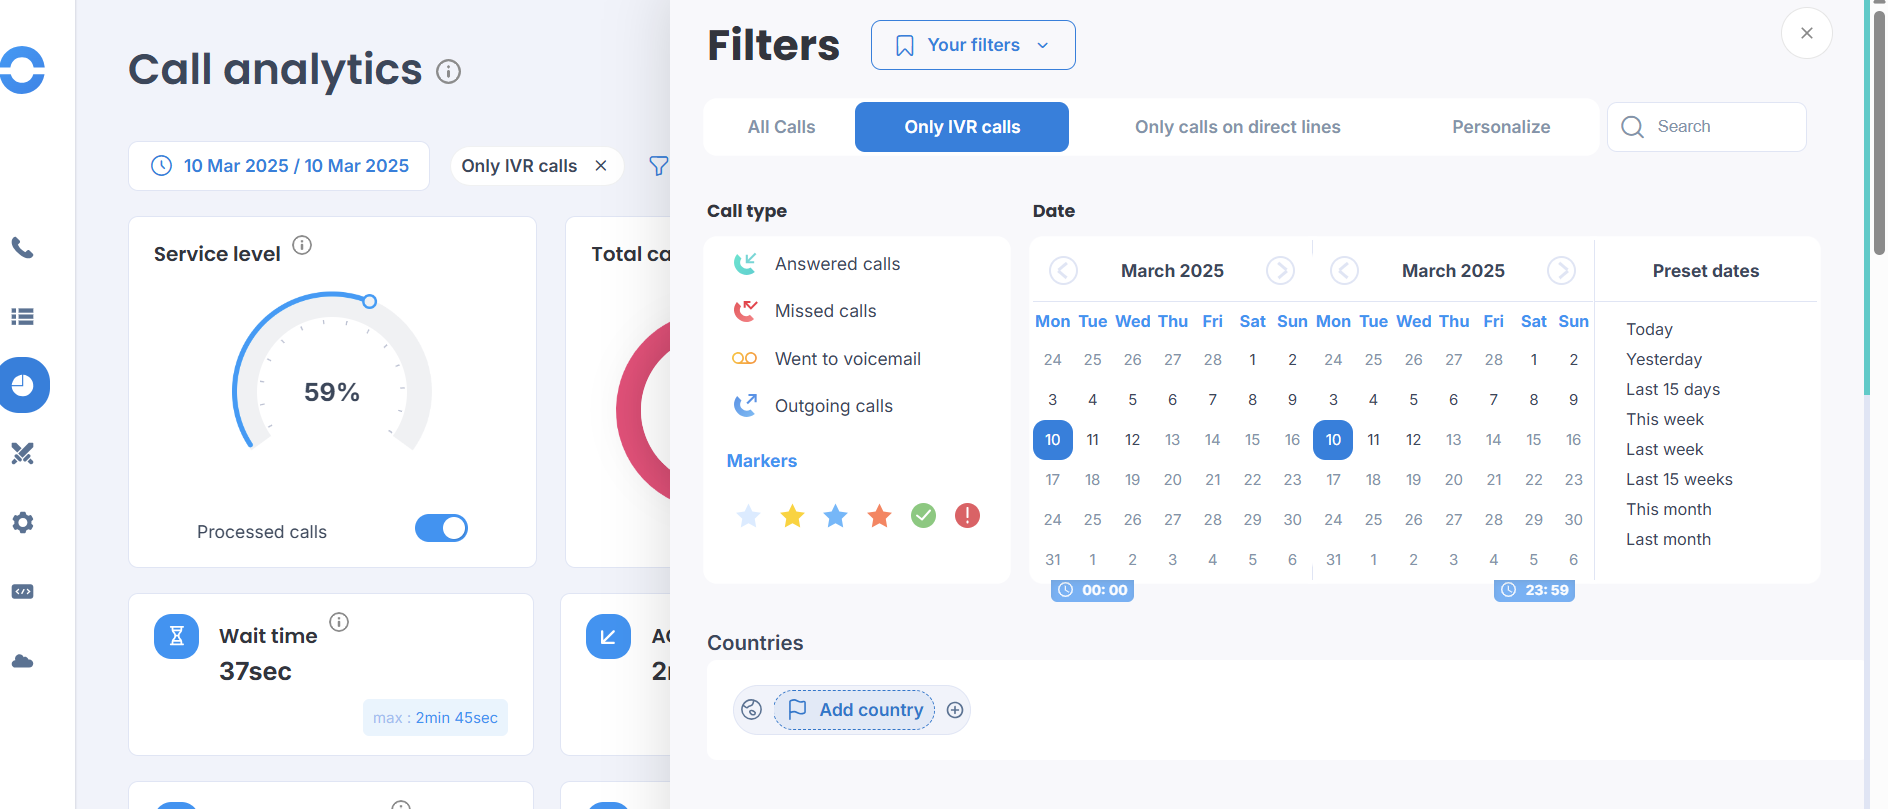 Call analytics
10 Mar 2025 / 10 Mar 2025
Only IVR calls
Service level
59%
Processed calls
Total ca
Wait time
37sec
max : 2min 45sec
Filters
Your filters
All Calls
Only IVR calls
Only calls on direct lines
Personalize
Search
Call type
Answered calls
Missed calls
Went to voicemail
Outgoing calls
Markers
Date
March 2025
March 2025
Preset dates
Mon Tue Wed Thu Fri Sat Sun Mon Tue Wed Thu Fri Sat Sun
24 25 26 27 28 1 2 24 25 26 27 28 1 2
3 4 5 6 7 8 9 3 4 5 6 7 8 9
10 11 12 13 14 15 16 10 11 12 13 14 15 16
17 18 19 20 21 22 23 17 18 19 20 21 22 23
24 25 26 27 28 29 30 24 25 26 27 28 29 30
31 1 2 3 4 5 6 31 1 2 3 4 5 6
00: 00
23: 59
Today
Yesterday
Last 15 days
This week
Last week
Last 15 weeks
This month
Last month
Countries
Add country